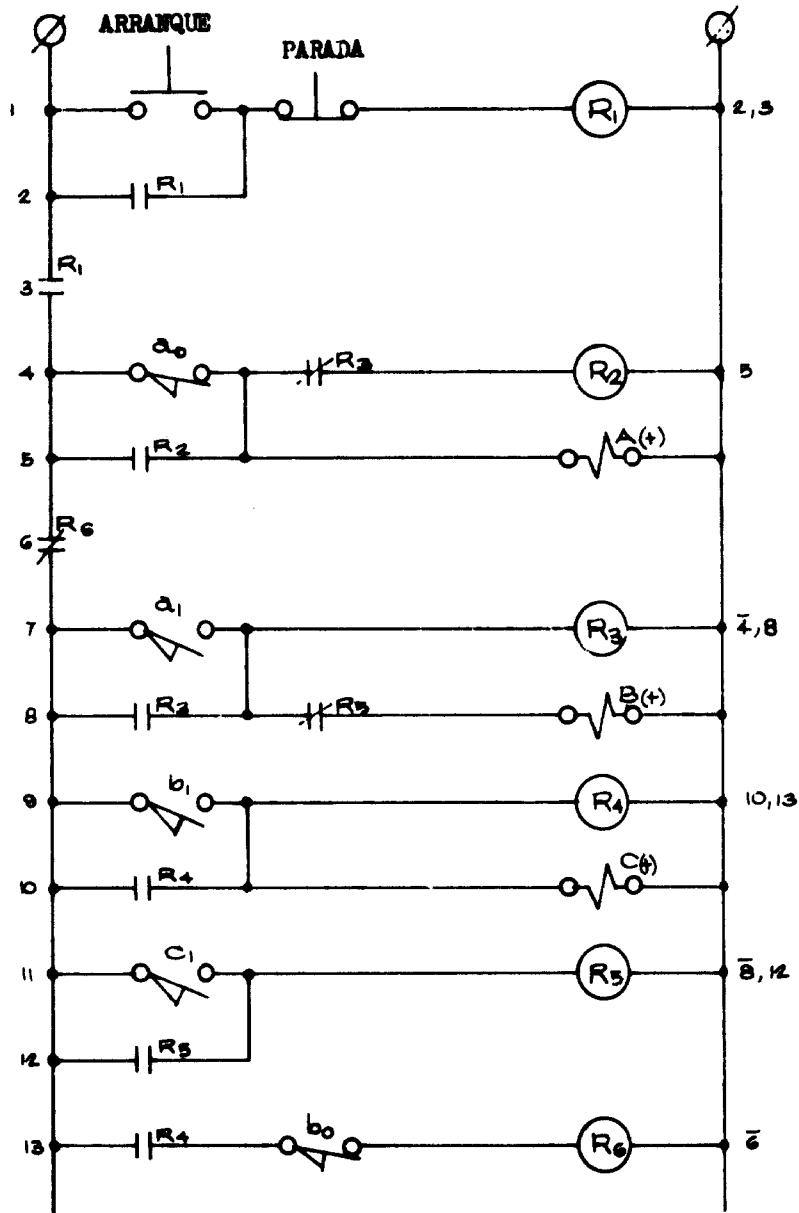 ARRANQUE
PARADA
1 R1 2,3
2 R1
R1
3
a0
4 R3 R2 5
5 R2 A(+)
R6
6
a1
7 R3 4̅,8
8 R3 R5 B(+)
b1
9 R4 10,13
10 R4 C(+)
c1
11 R5 8̅,12
12 R5
13 R4 b0 R6 6̅